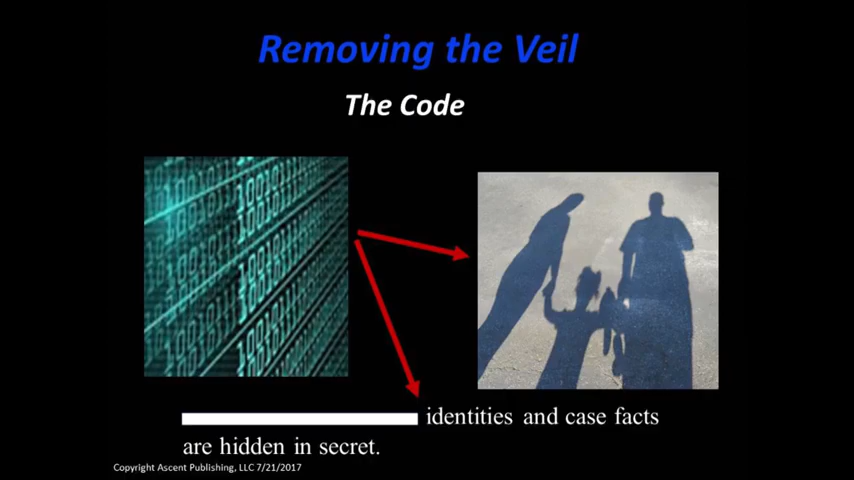 Removing the Veil
The Code
identities and case facts
are hidden in secret.
Copyright Ascent Publishing, LLC 7/21/2017